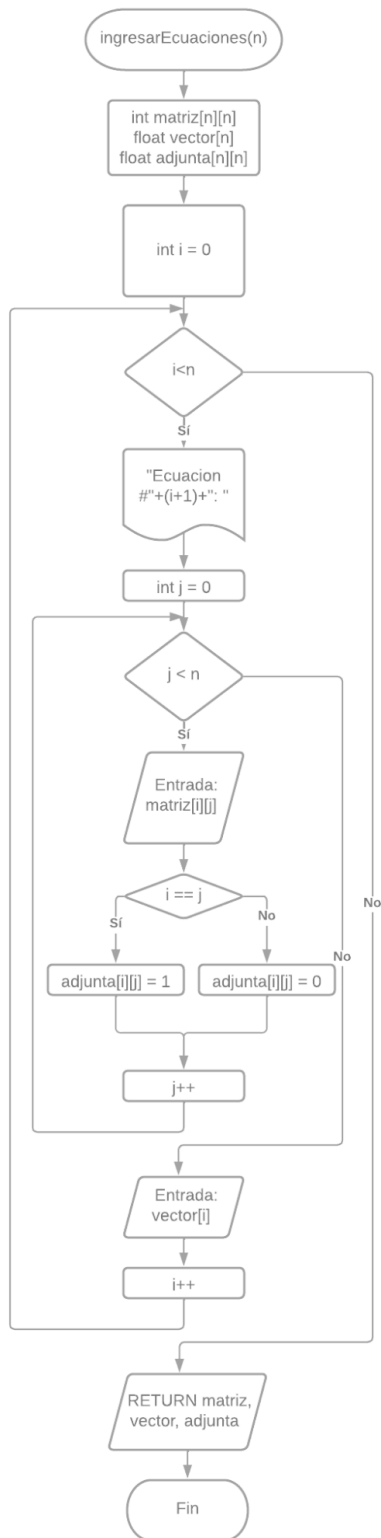 ingresarEcuaciones(n)
int matriz[n][n]
float vector[n]
float adjunta[n][n]
int i = 0
i<n
Sí
"Ecuacion
#"+(i+1)+": "
int j = 0
j < n
Sí
Entrada:
matriz[i][j]
i == j
Sí
No
No
No
adjunta[i][j] = 1
adjunta[i][j] = 0
j++
Entrada:
vector[i]
i++
RETURN matriz,
vector, adjunta
Fin